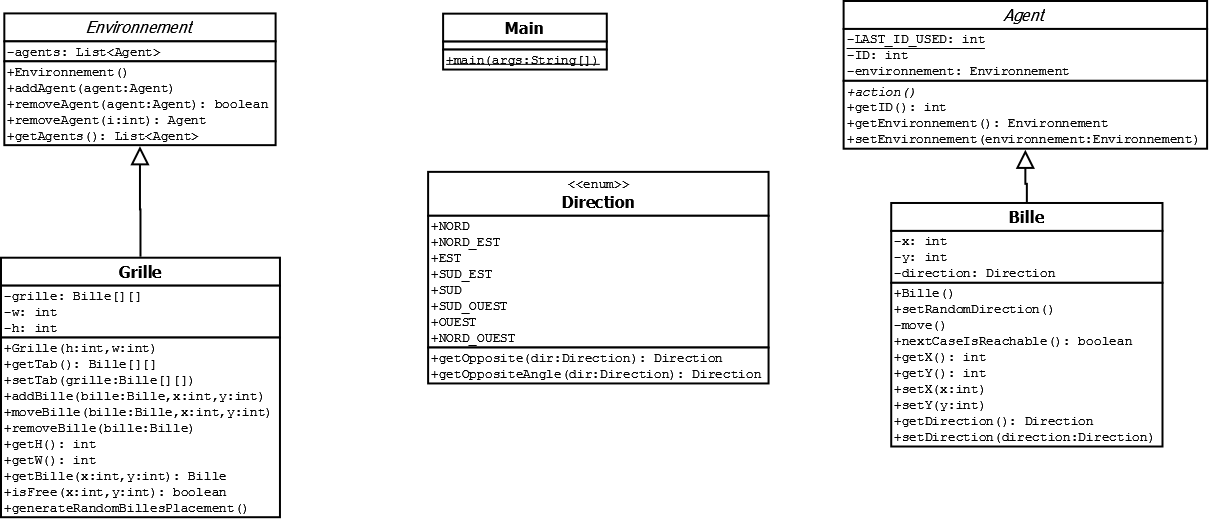 Environnement
-agents: List<Agent>
+Environnement()
+addAgent(agent:Agent)
+removeAgent(agent:Agent): boolean
+removeAgent(i:int): Agent
+getAgents(): List<Agent>
Main
+main(args:String[])
Agent
-LAST_ID_USED: int
-ID: int
-environnement: Environnement
+action()
+getID(): int
+getEnvironnement(): Environnement
+setEnvironnement(environnement:Environnement)
Grille
-grille: Bille[][]
-w: int
-h: int
+Grille(h:int,w:int)
+getTab(): Bille[][]
+setTab(grille:Bille[][])
+addBille(bille:Bille,x:int,y:int)
+moveBille(bille:Bille,x:int,y:int)
+removeBille(bille:Bille)
+getH(): int
+getW(): int
+getBille(x:int,y:int): Bille
+isFree(x:int,y:int): boolean
+generateRandomBillesPlacement()
<<enum>>
Direction
+NORD
+NORD_EST
+EST
+SUD_EST
+SUD
+SUD_OUEST
+OUEST
+NORD_OUEST
+getOpposite(dir:Direction): Direction
+getOppositeAngle(dir:Direction): Direction
Bille
-x: int
-y: int
-direction: Direction
+Bille()
+setRandomDirection()
-move()
+nextCaseIsReachable(): boolean
+getX(): int
+getY(): int
+setX(x:int)
+setY(y:int)
+getDirection(): Direction
+setDirection(direction:Direction)